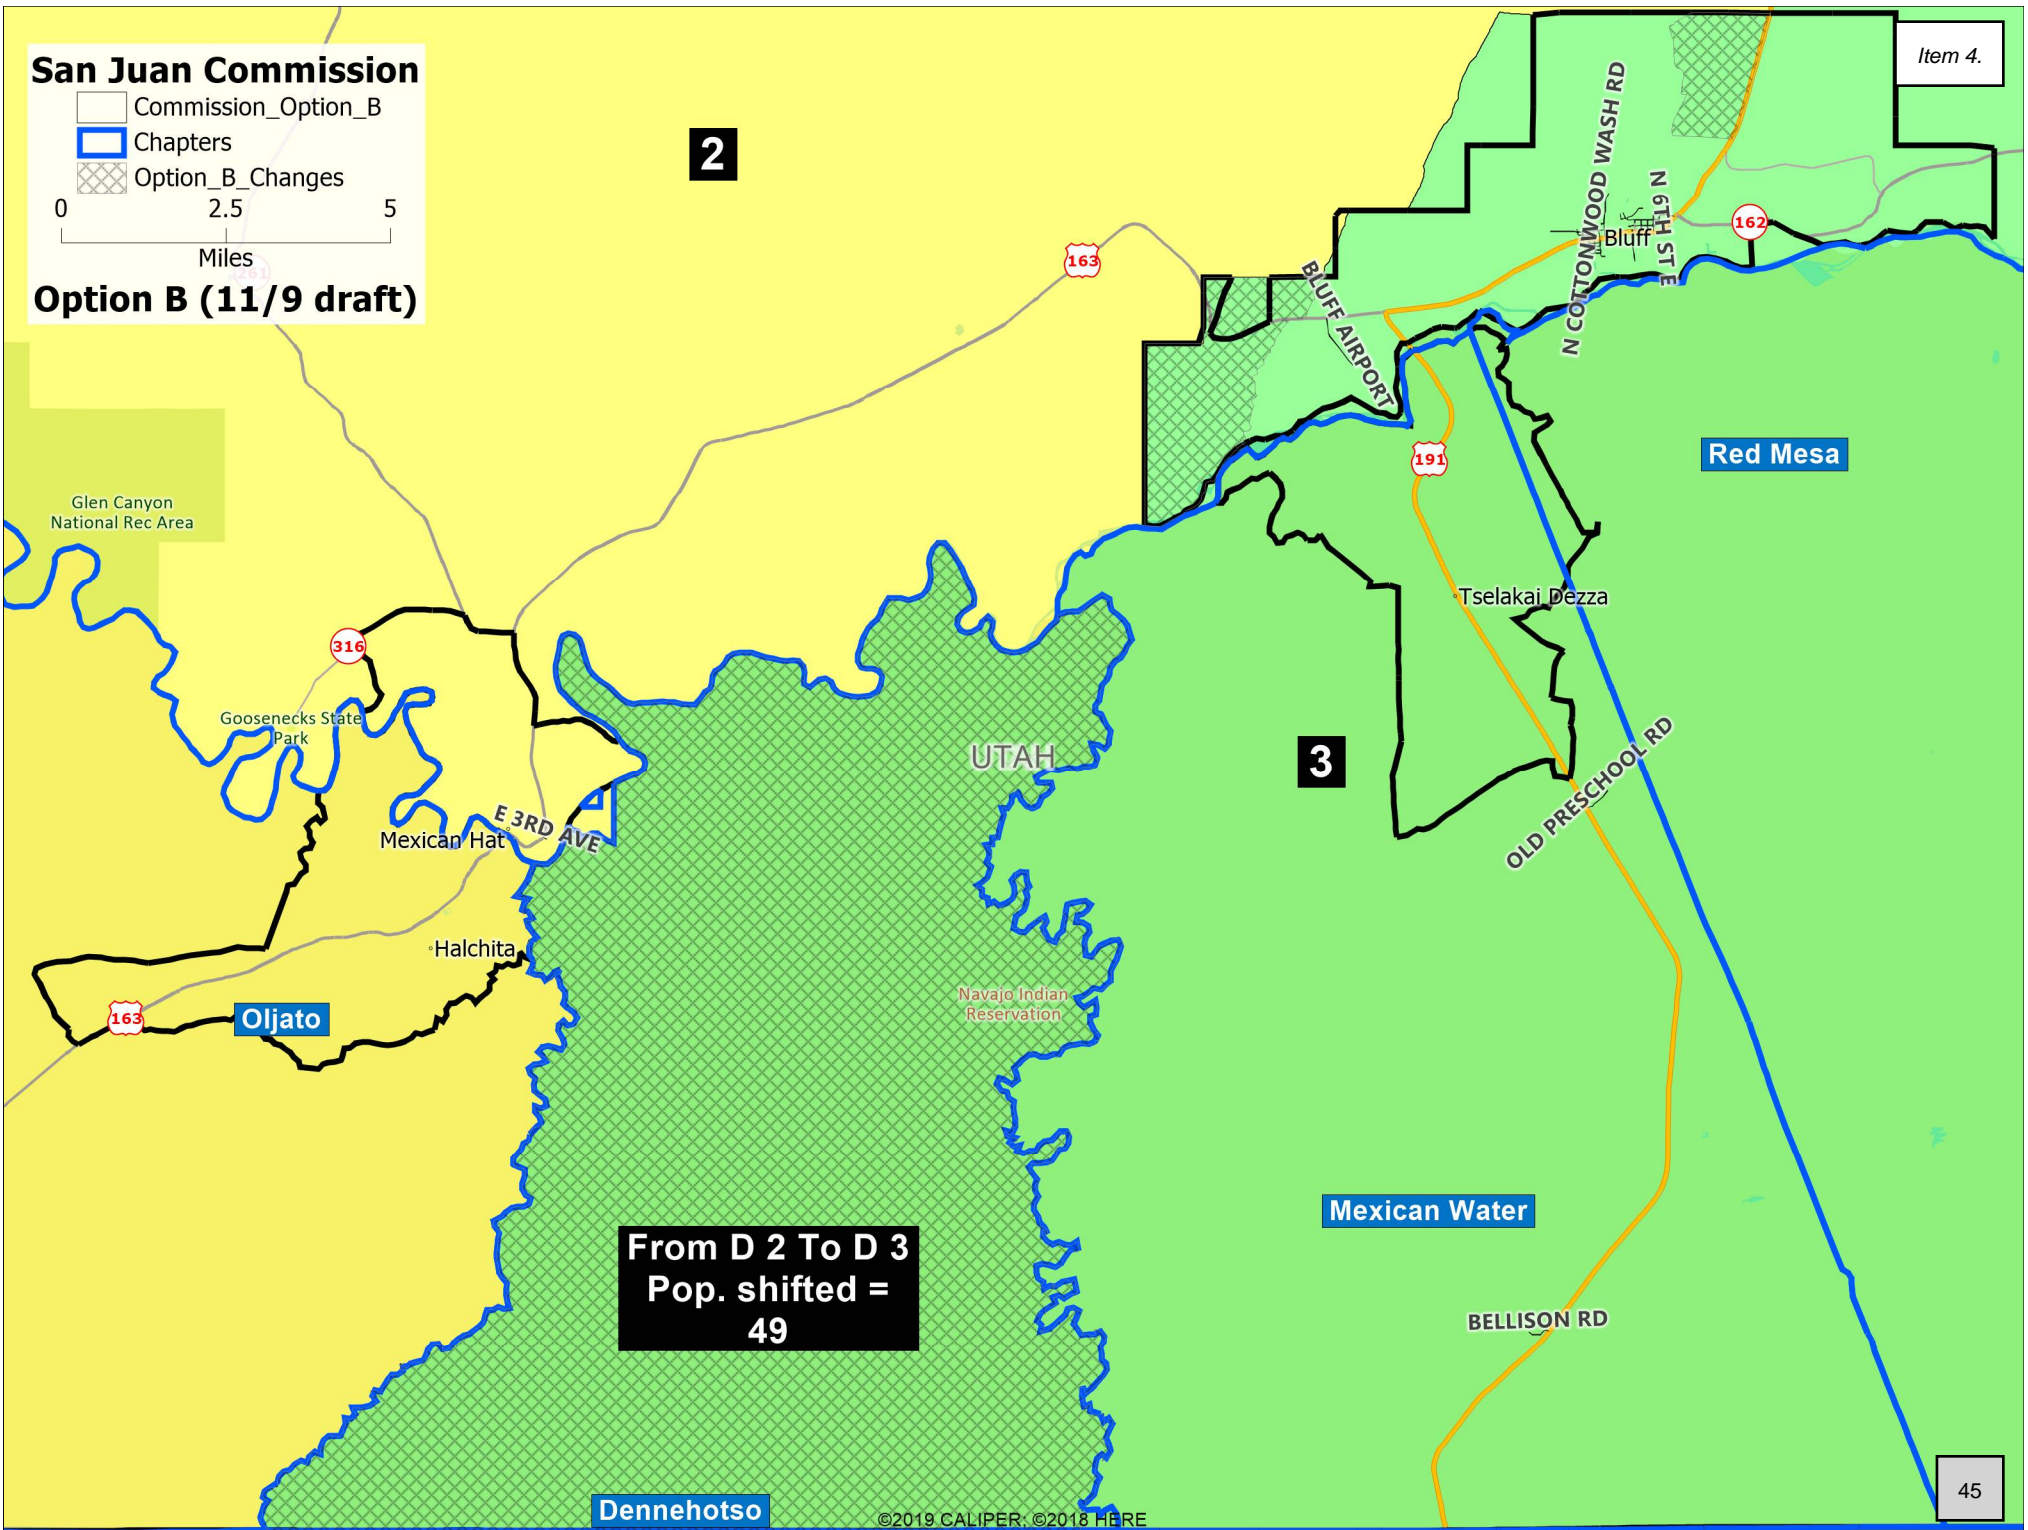 San Juan Commission
Commission_Option_B
Chapters
Option_B_Changes
0 2.5 5
Miles
261
Option B (11/9 draft)
Item 4.
2
163
N COTTONWOOD WASH RD
N 6TH ST E
162
Bluff
BLUFF AIRPORT
191
Red Mesa
Glen Canyon
National Rec Area
Tselakai Dezza
316
Goosenecks State
Park
UTAH
3
OLD PRESCHOOL RD
E 3RD AVE
Mexican Hat
Halchita
Navajo Indian
Reservation
163
Oljato
Mexican Water
From D 2 To D 3
Pop. shifted =
49
BELLISON RD
Dennehotso
©2019 CALIPER; ©2018 HERE
45